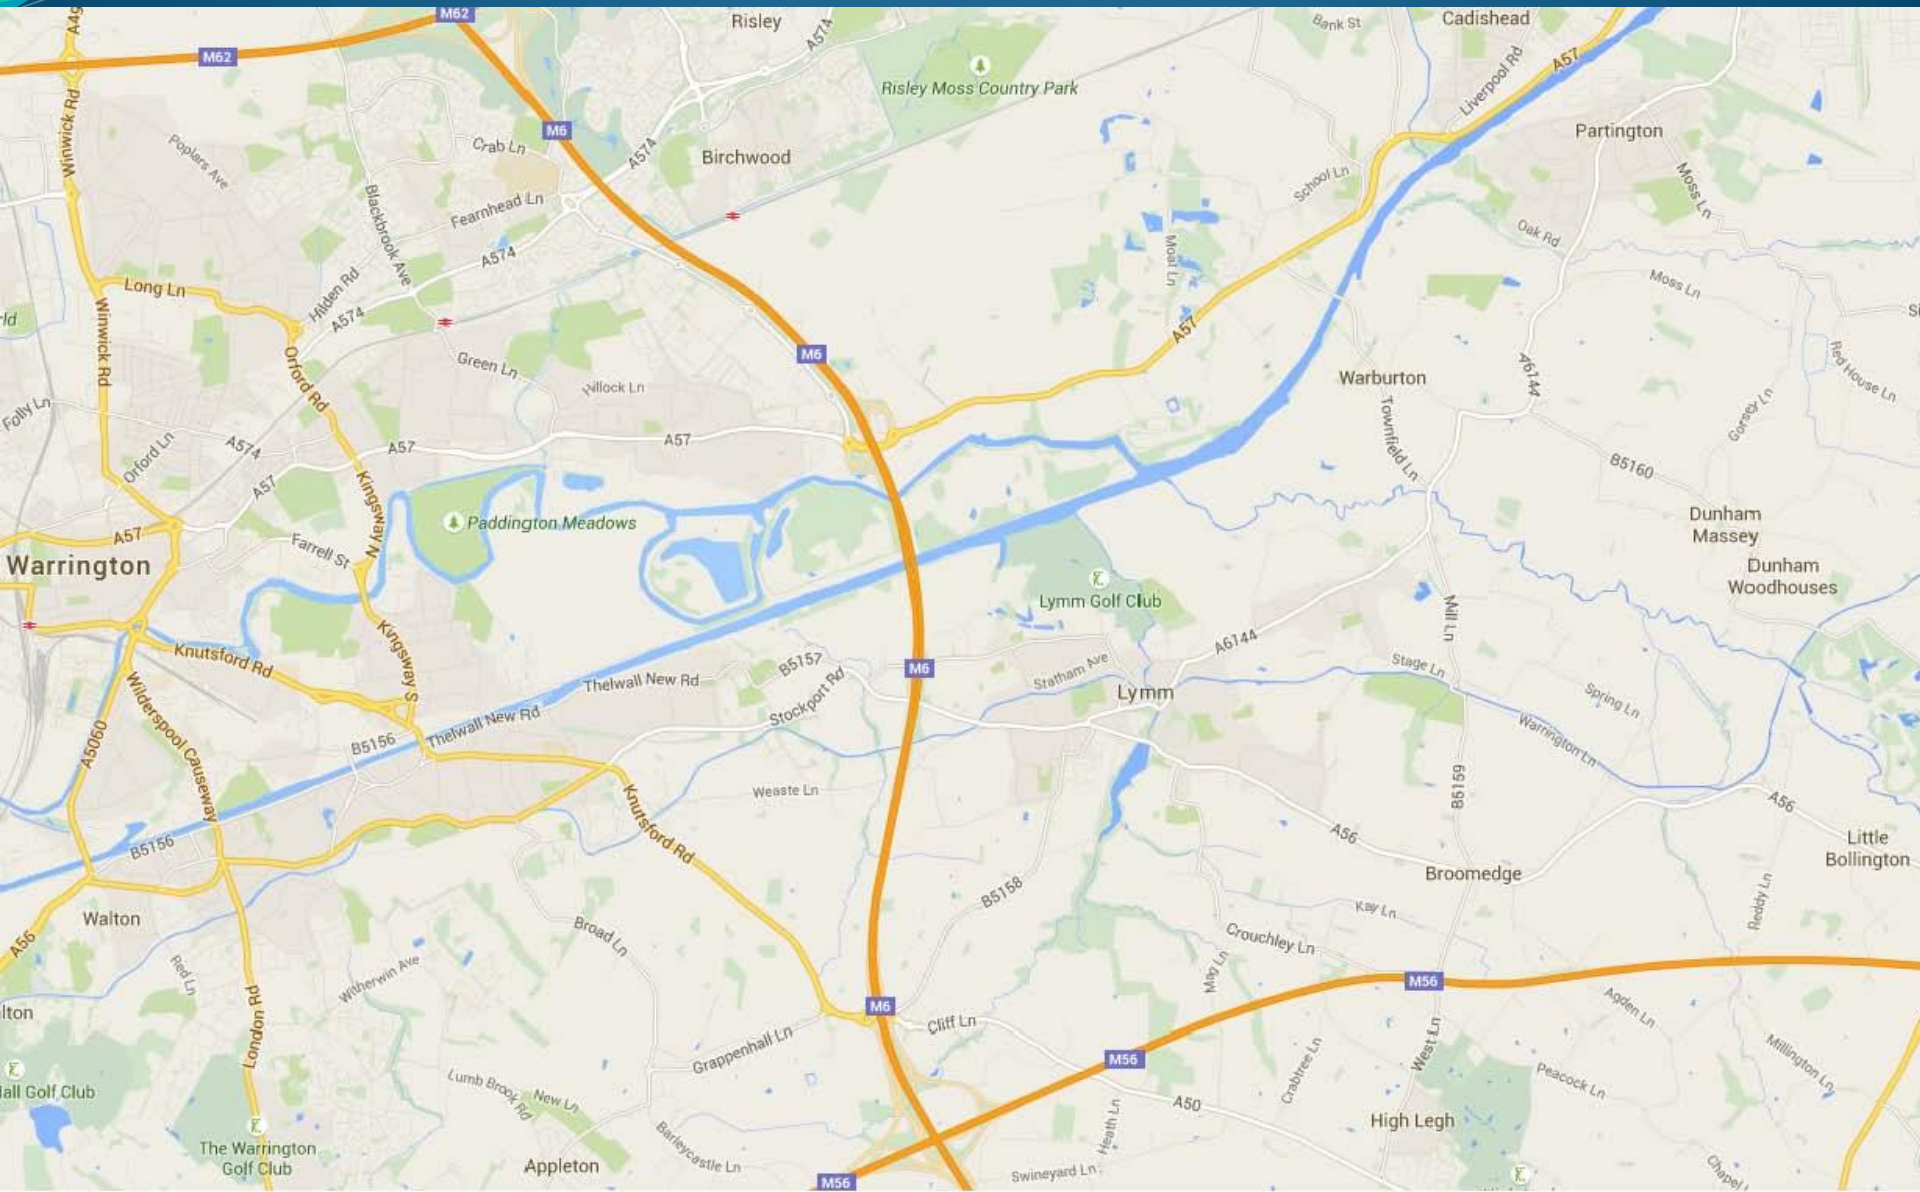 M62
Risley
A49
A574
Bank St
Cadishead
M62
A57
Liverpool Rd
Risley Moss Country Park
Winwick Rd
M6
Partington
Crab Ln
A574
Birchwood
Poplars Ave
School Ln
Moss Ln
Fearnhead Ln
Blackbrook Ave
Oak Rd
A574
Moat Ln
Long Ln
Hilden Rd
Moss Ln
A574
Winwick Rd
A57
M6
Green Ln
Orford Rd
Hillock Ln
Warburton
A6144
Red House Ln
Folly Ln
Townfield Ln
Gorsey Ln
A574
A57
A57
Orford Ln
B5160
A57
Kingsway N
Paddington Meadows
Dunham
Massey
A57
Farrell St
Warrington
Dunham
Woodhouses
Lymm Golf Club
Mill Ln
Kingsway S
A6144
Knutsford Rd
B5157
M6
Statham Ave
Stage Ln
Thelwall New Rd
Lymm
Stockport Rd
Spring Ln
Wilderspool Causeway
Thelwall New Rd
A5060
B5156
Warrington Ln
Weaste Ln
B5159
A56
Knutsford Rd
A56
B5156
Little
Bollington
Broomedge
B5158
Reddy Ln
Walton
Kay Ln
Broad Ln
Crouchley Ln
A56
Red Ln
Witherwin Ave
Mag Ln
M56
London Rd
M6
Agden Ln
lton
Cliff Ln
Grappenhall Ln
West Ln
Millington Ln
M56
Crabtree Ln
Lumb Brook Rd
Peacock Ln
all Golf Club
New Ln
A50
High Legh
Heath Ln
The Warrington
Golf Club
Barleycastle Ln
Appleton
Swineyard Ln
Chapel
M56